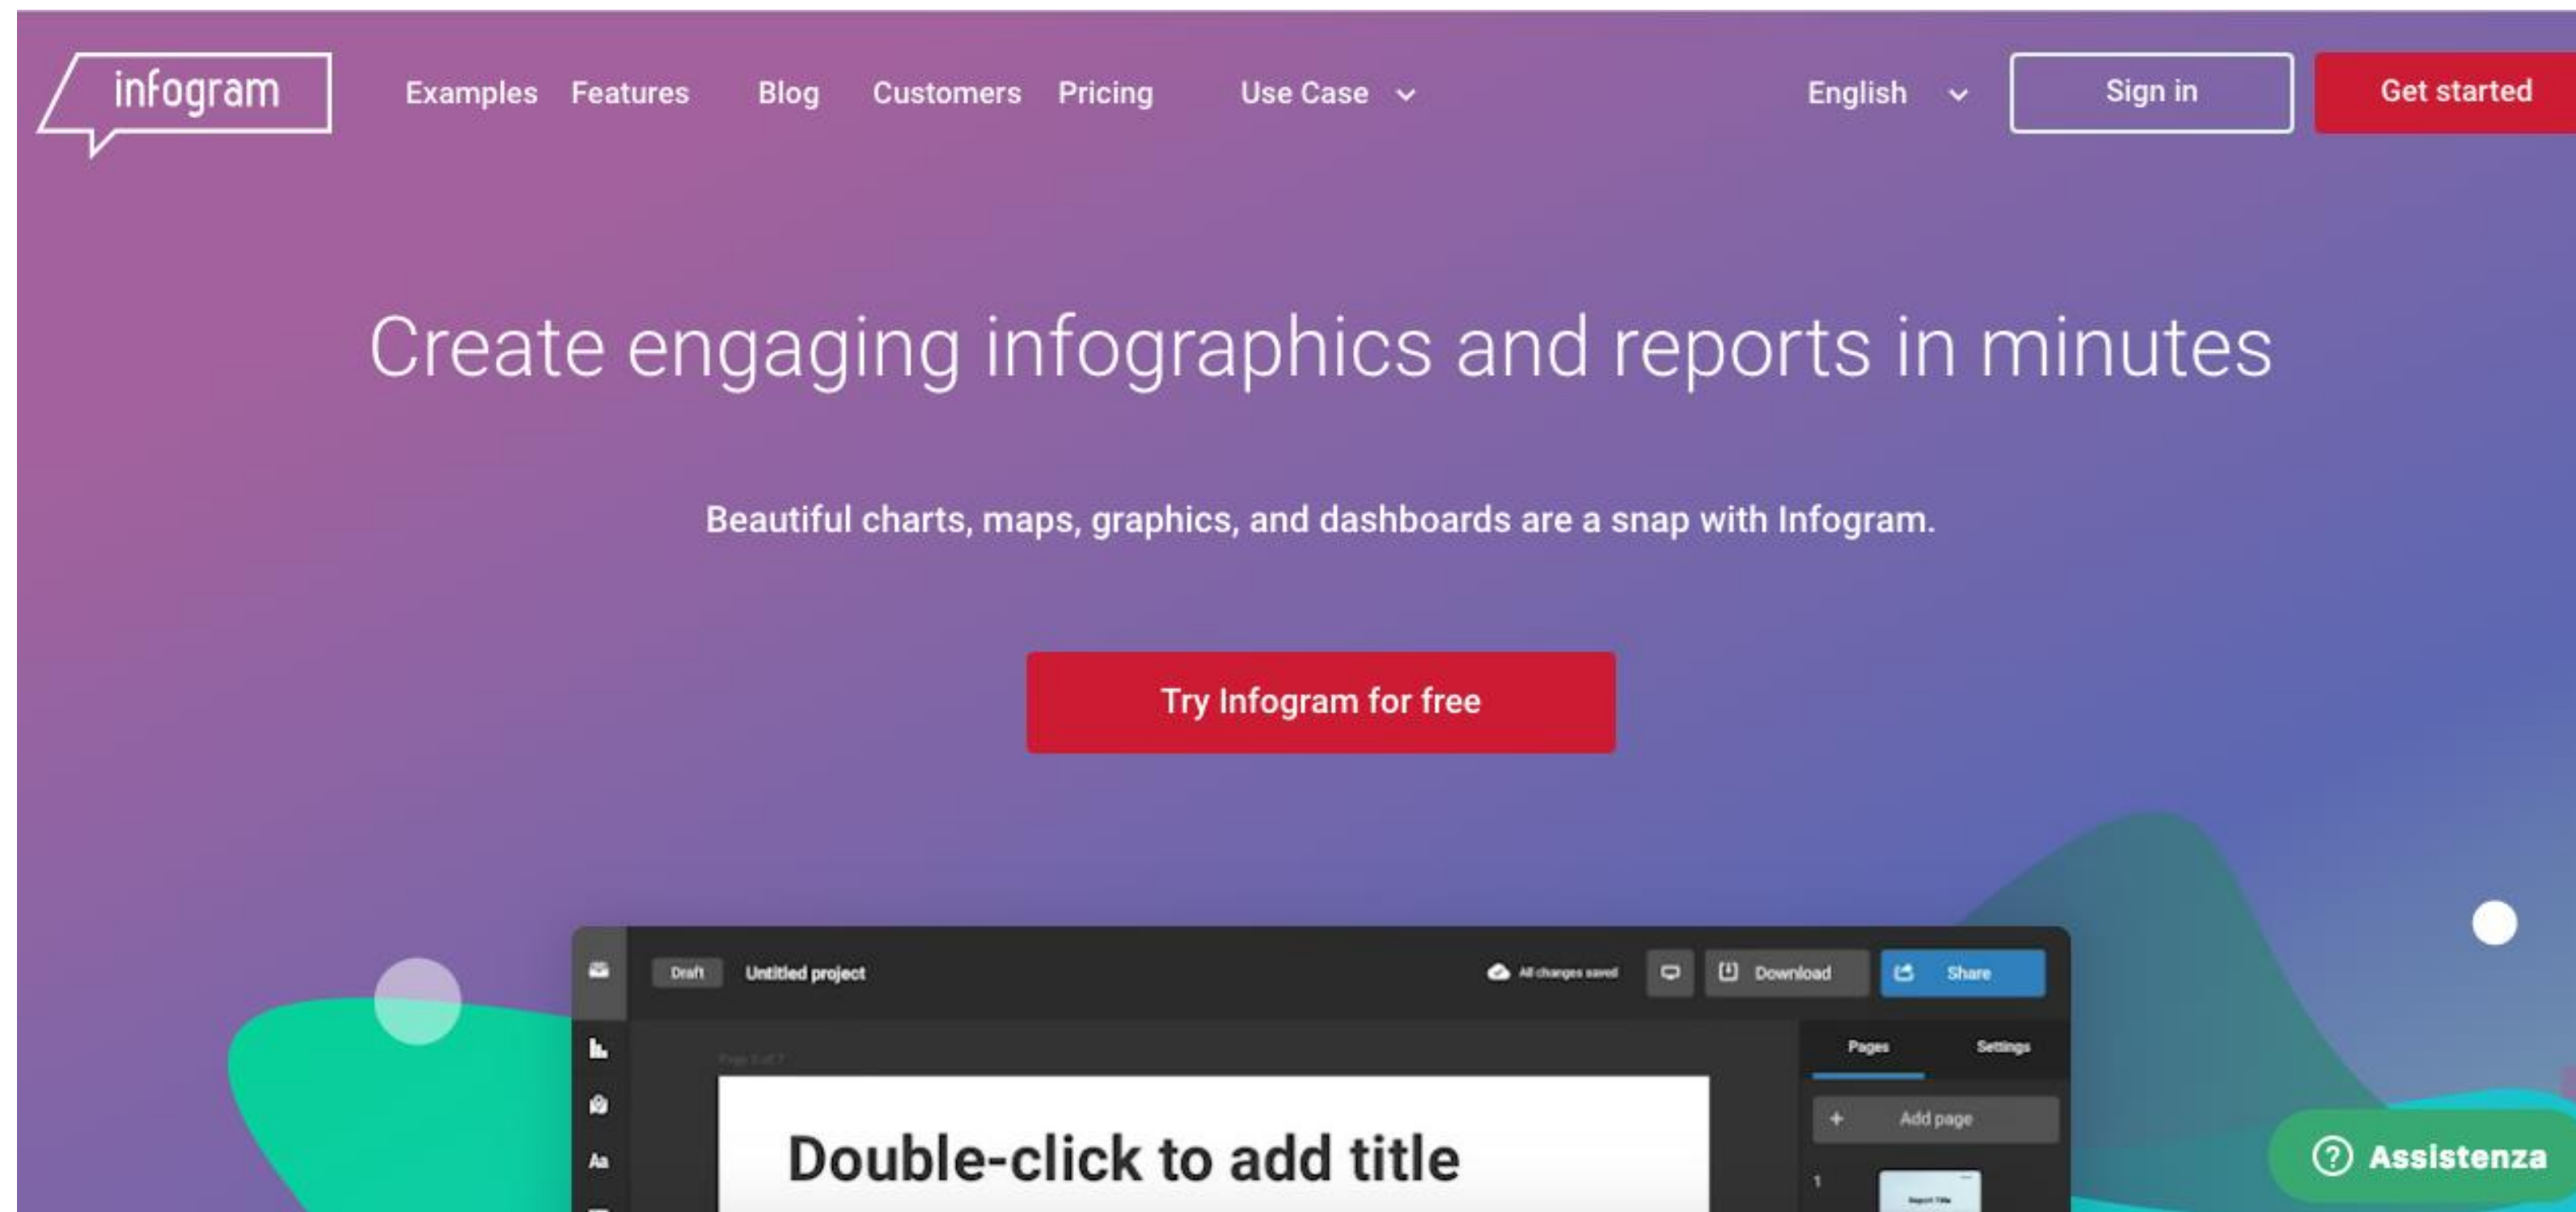 infogram
Examples Features Blog Customers Pricing Use Case English Sign in Get started
Create engaging infographics and reports in minutes
Beautiful charts, maps, graphics, and dashboards are a snap with Infogram.
Try Infogram for free
Draft Untitled project All changes saved Download Share
Pages Settings
Add page
Aa
Double-click to add title
1
Report Title
Assistenza